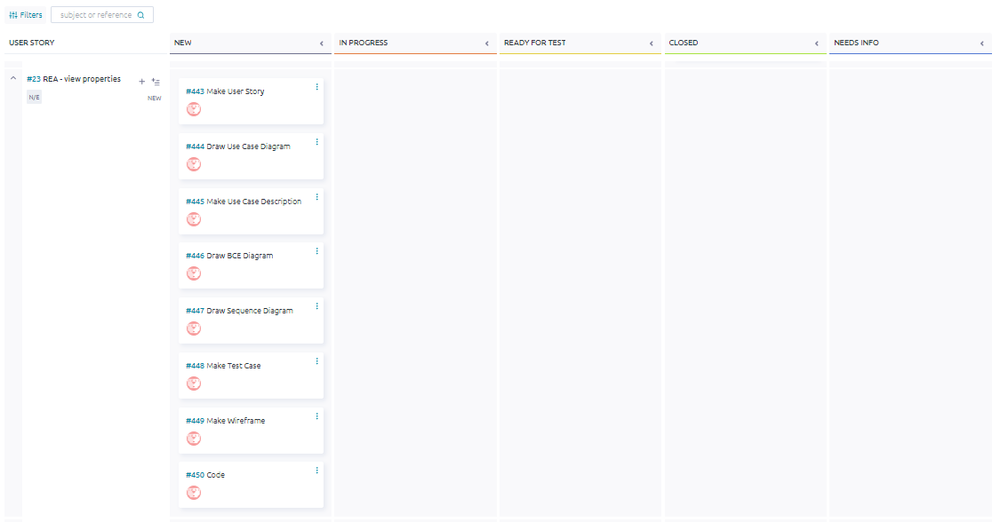 Filters
subject or reference
USER STORY
NEW
IN PROGRESS
READY FOR TEST
CLOSED
NEEDS INFO
#23 REA - view properties
N/E
NEW
#443 Make User Story
#444 Draw Use Case Diagram
#445 Make Use Case Description
#446 Draw BCE Diagram
#447 Draw Sequence Diagram
#448 Make Test Case
#449 Make Wireframe
#450 Code